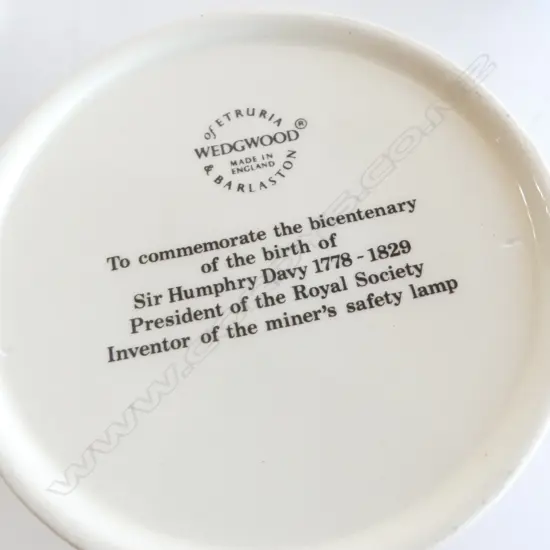 of ETRURIA
WEDGWOOD®
MADE IN
ENGLAND
& BARLASTON
To commemorate the bicentenary
of the birth of
Sir Humphry Davy 1778 - 1829
President of the Royal Society
Inventor of the miner's safety lamp